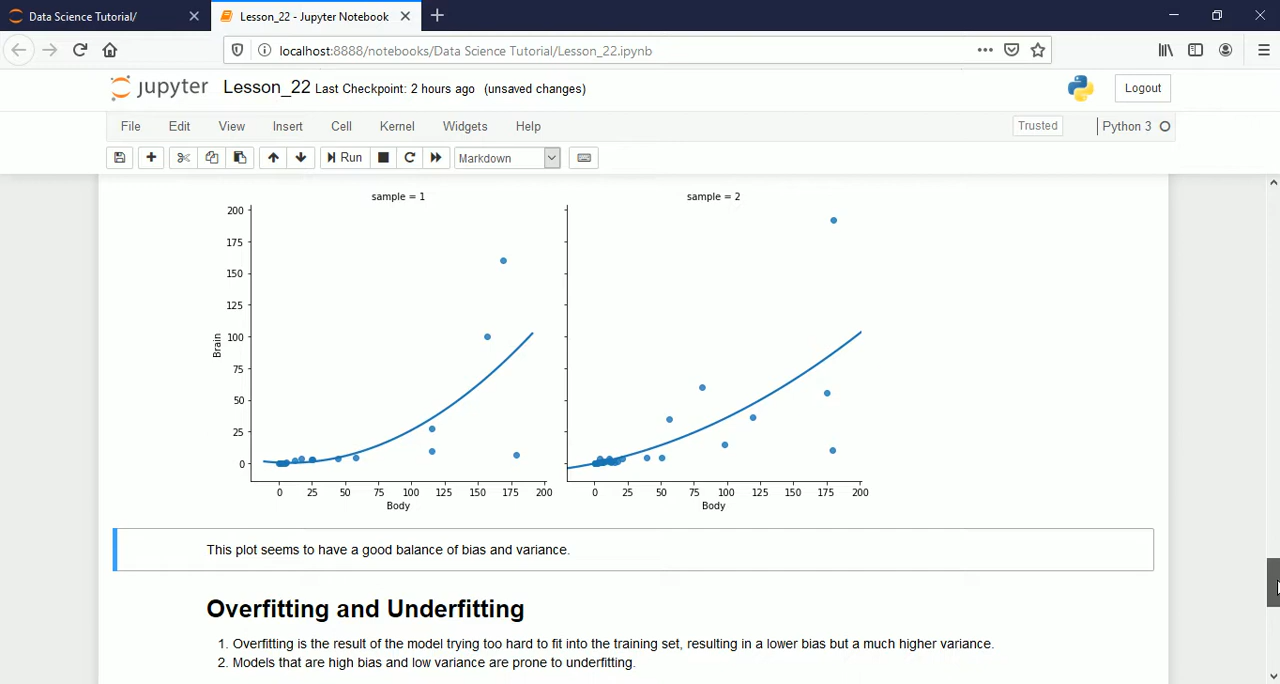 Data Science Tutorial/
Lesson_22 - Jupyter Notebook
localhost:8888/notebooks/Data Science Tutorial/Lesson_22.ipynb
jupyter Lesson_22 Last Checkpoint: 2 hours ago (unsaved changes)
Logout
File Edit View Insert Cell Kernel Widgets Help
Trusted
Python 3
Run
Markdown
sample = 1
sample = 2
200
175
150
125
100
75
50
25
0
Brain
0 25 50 75 100 125 150 175 200
0 25 50 75 100 125 150 175 200
Body
Body
This plot seems to have a good balance of bias and variance.
Overfitting and Underfitting
1. Overfitting is the result of the model trying too hard to fit into the training set, resulting in a lower bias but a much higher variance.
2. Models that are high bias and low variance are prone to underfitting.